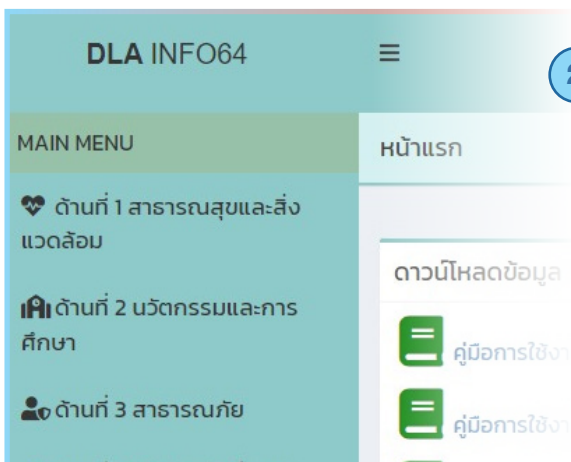 DLA INFO64
MAIN MENU
ด้านที่ 1 สาธารณสุขและสิ่ง
แวดล้อม
ด้านที่ 2 นวัตกรรมและการ
ศึกษา
ด้านที่ 3 สาธารณภัย
2
หน้าแรก
ดาวน์โหลดข้อมูล
คู่มือการใช้งา
คู่มือการใช้งา